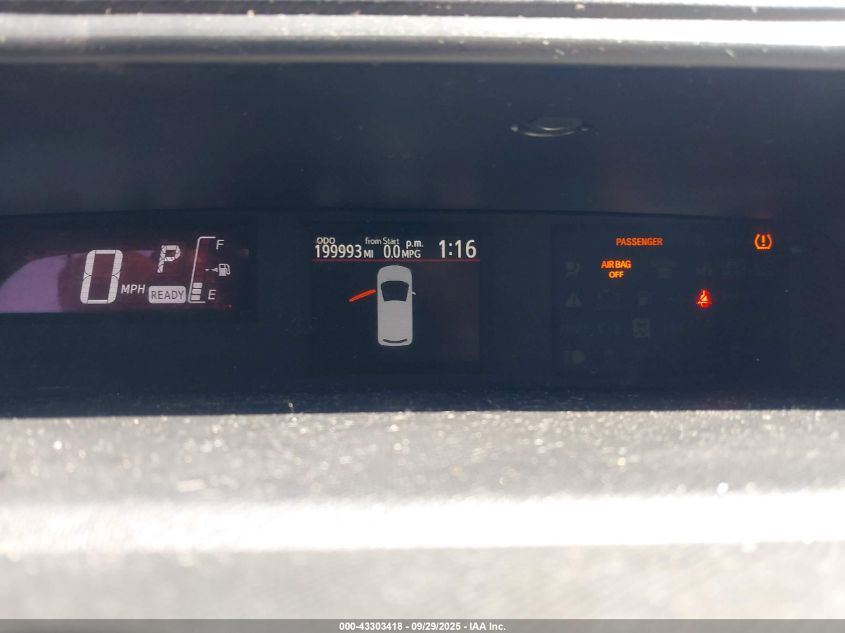 0 MPH
P
READY
F
E
ODO from Start p.m.
199993 MI 0.0 MPG 1:16
PASSENGER
AIR BAG
OFF
000-43303418 - 09/29/2025 - IAA Inc.